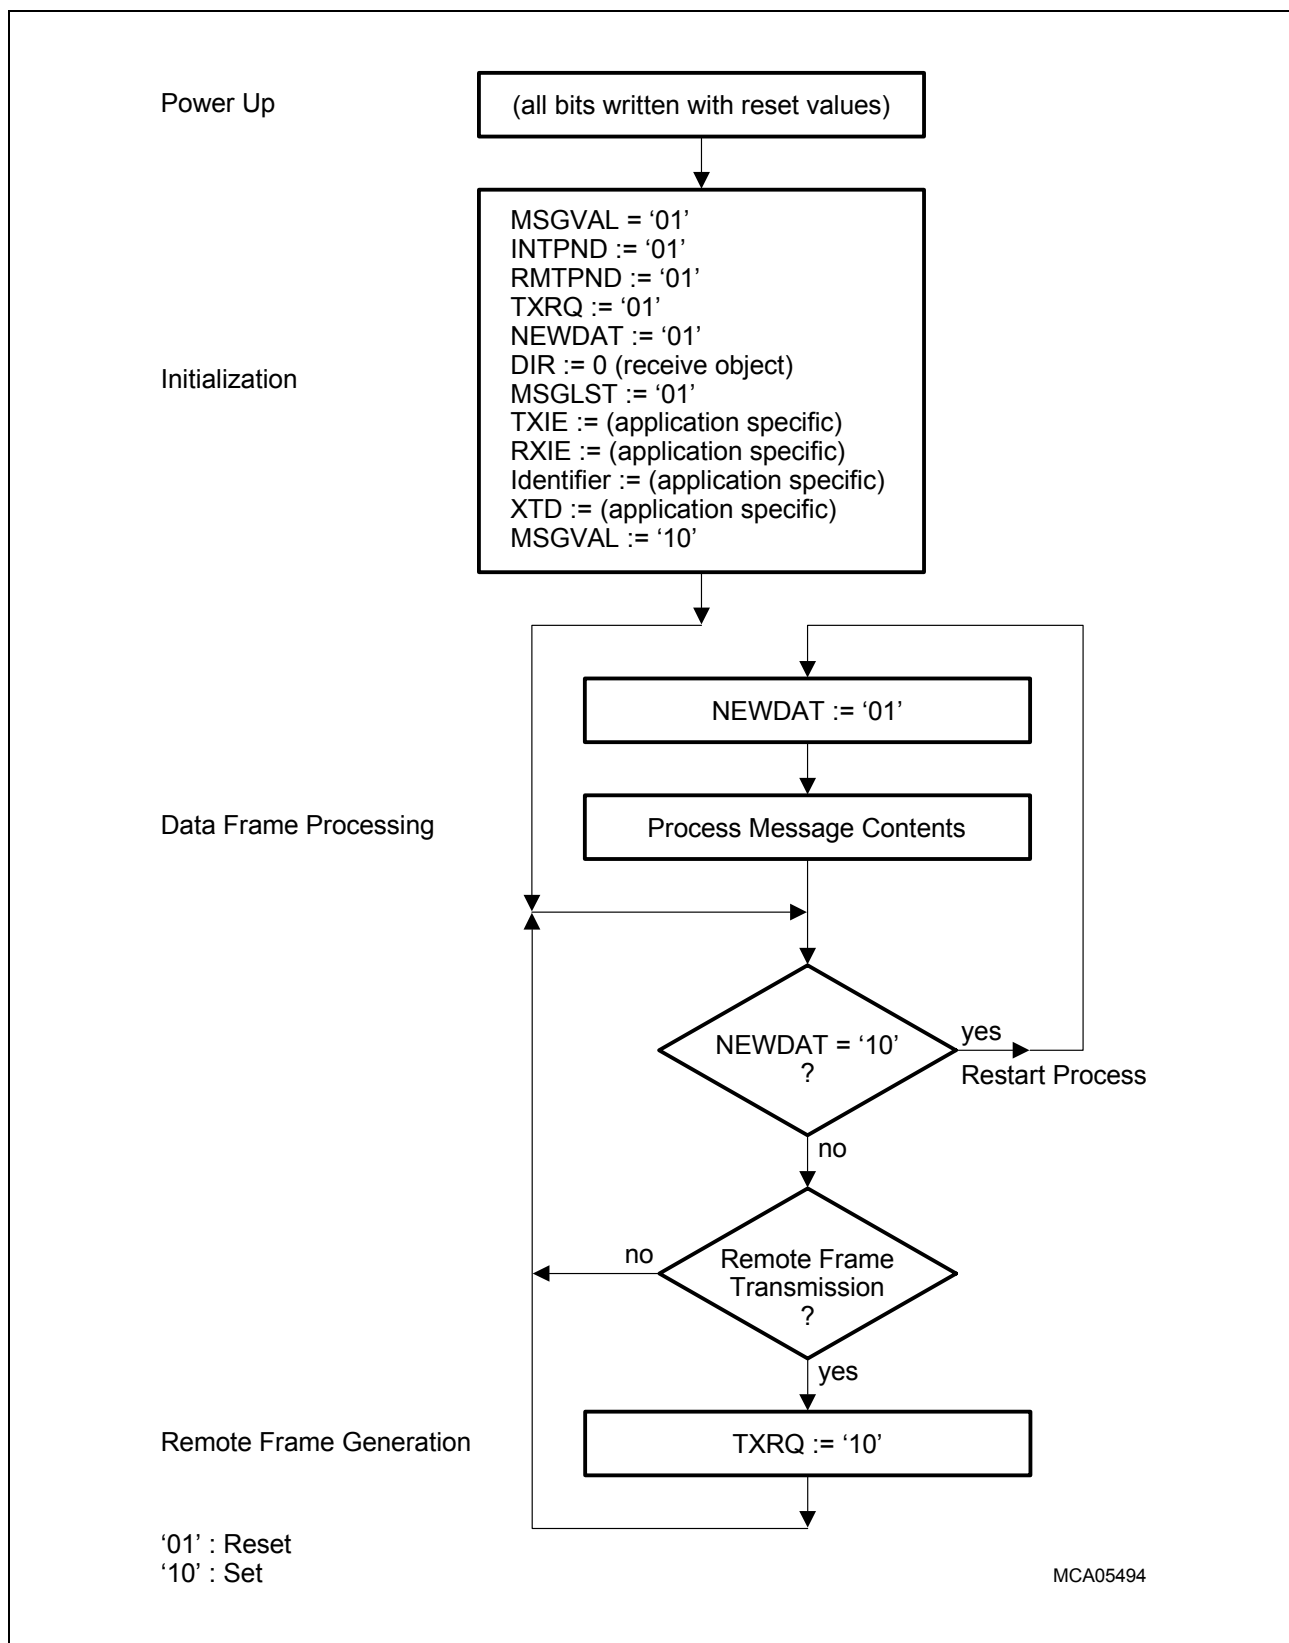 Power Up
(all bits written with reset values)
Initialization
MSGVAL = ‘01’
INTPND := ‘01’
RMTPND := ‘01’
TXRQ := ‘01’
NEWDAT := ‘01’
DIR := 0 (receive object)
MSGLST := ‘01’
TXIE := (application specific)
RXIE := (application specific)
Identifier := (application specific)
XTD := (application specific)
MSGVAL := ‘10’
NEWDAT := ‘01’
Data Frame Processing
Process Message Contents
NEWDAT = ‘10’
?
yes
Restart Process
no
Remote Frame
Transmission
?
no
yes
Remote Frame Generation
TXRQ := ‘10’
‘01’ : Reset
‘10’ : Set
MCA05494